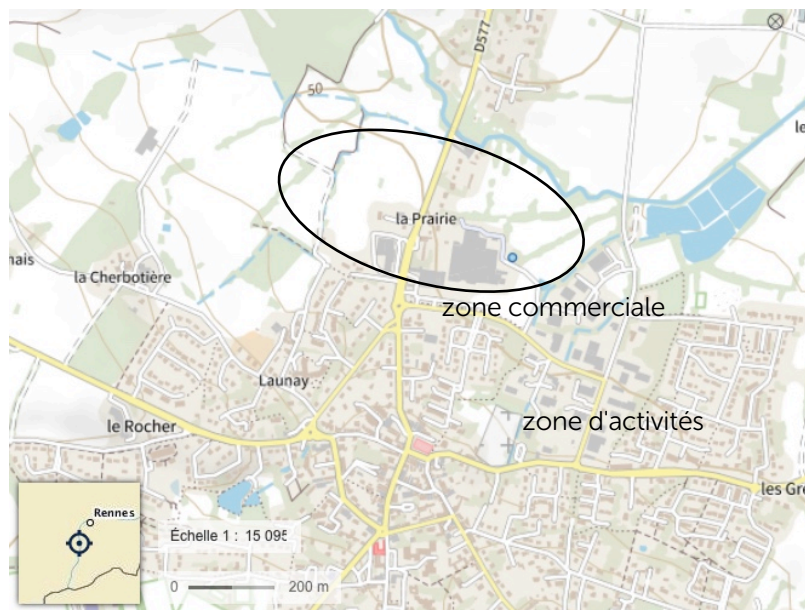 D577
50
le
la Prairie
nais
la Cherbotière
zone commerciale
Launay
zone d'activités
le Rocher
les Gre
Rennes
Échelle 1 : 15 095
0 200 m